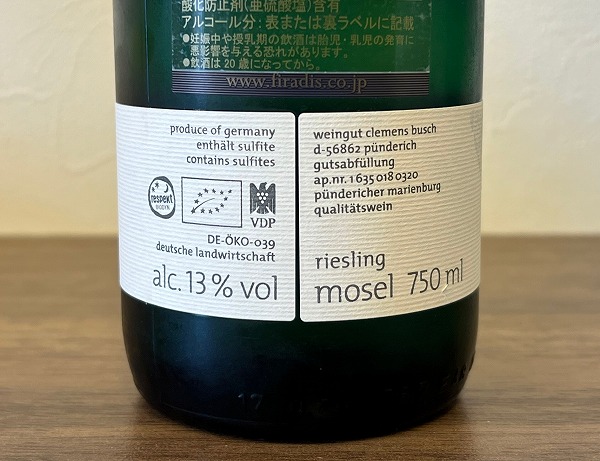 酸化防止剤(亜硫酸塩)含有
アルコール分:表または裏ラベルに記載
●妊娠中や授乳期の飲酒は胎児・乳児の発育に
悪影響を与える恐れがあります。
●飲酒は20歳になってから。
www.firadis.co.jp
produce of germany
enthält sulfite
contains sulfites
respekt
BIODYN
VDP
DE-ÖKO-039
deutsche landwirtschaft
alc. 13 % vol
weingut clemens busch
d-56862 pünderich
gutsabfüllung
ap.nr. 1 635 018 0320
pündericher marienburg
qualitätswein
riesling
mosel 750 ml